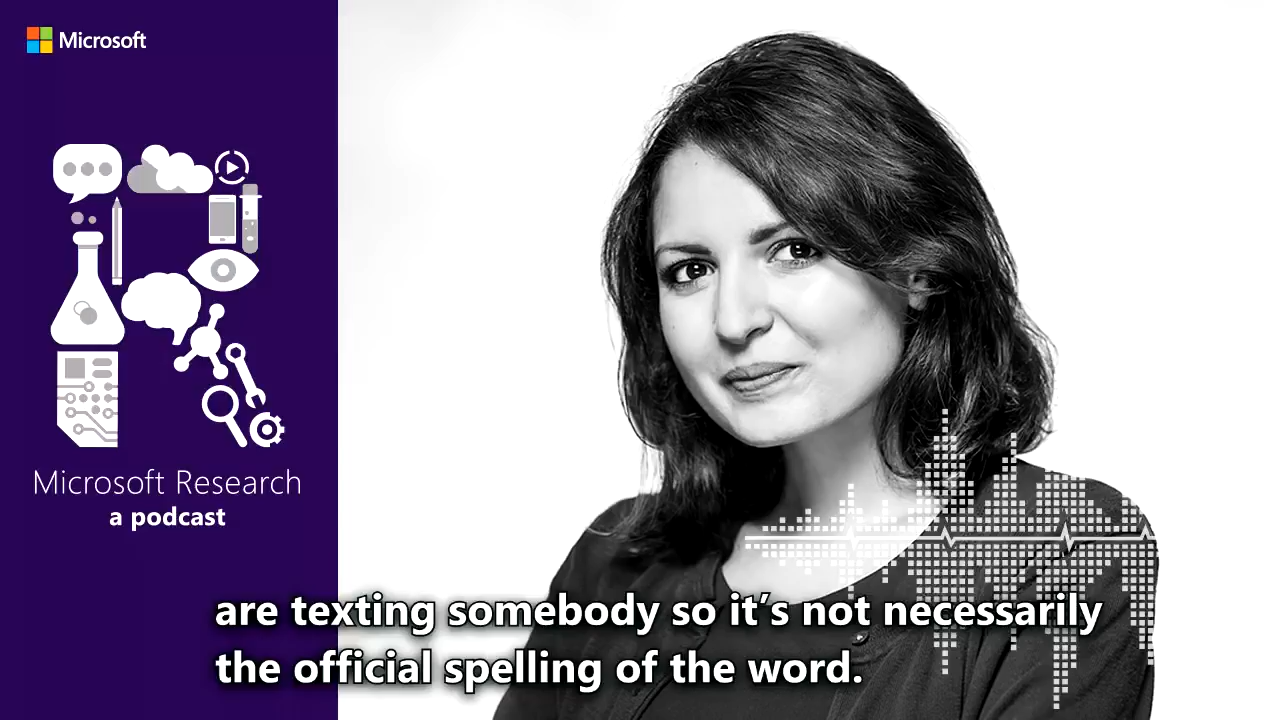 Microsoft
Microsoft Research
a podcast
are texting somebody so it’s not necessarily
the official spelling of the word.